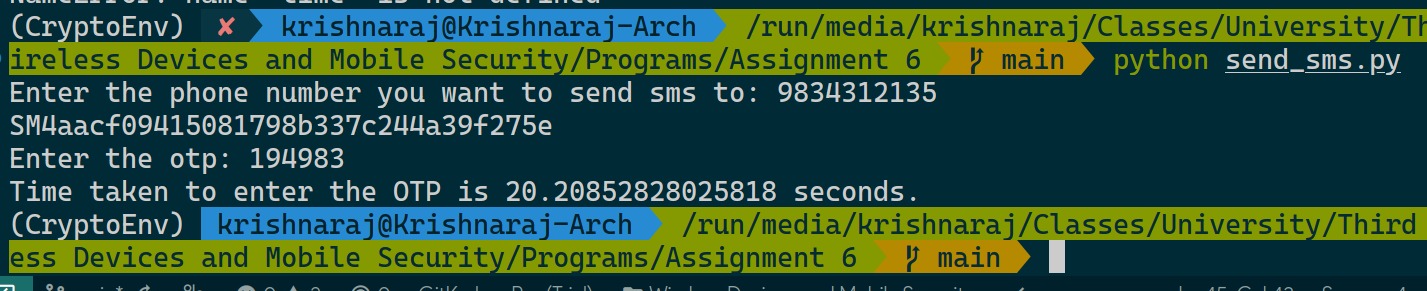 NameError: name 'time' is not defined
(CryptoEnv) ✘ krishnaraj@Krishnaraj-Arch /run/media/krishnaraj/Classes/University/Th
ireless Devices and Mobile Security/Programs/Assignment 6 main python send_sms.py
Enter the phone number you want to send sms to: 9834312135
SM4aacf09415081798b337c244a39f275e
Enter the otp: 194983
Time taken to enter the OTP is 20.20852828025818 seconds.
(CryptoEnv) krishnaraj@Krishnaraj-Arch /run/media/krishnaraj/Classes/University/Third
ess Devices and Mobile Security/Programs/Assignment 6 main